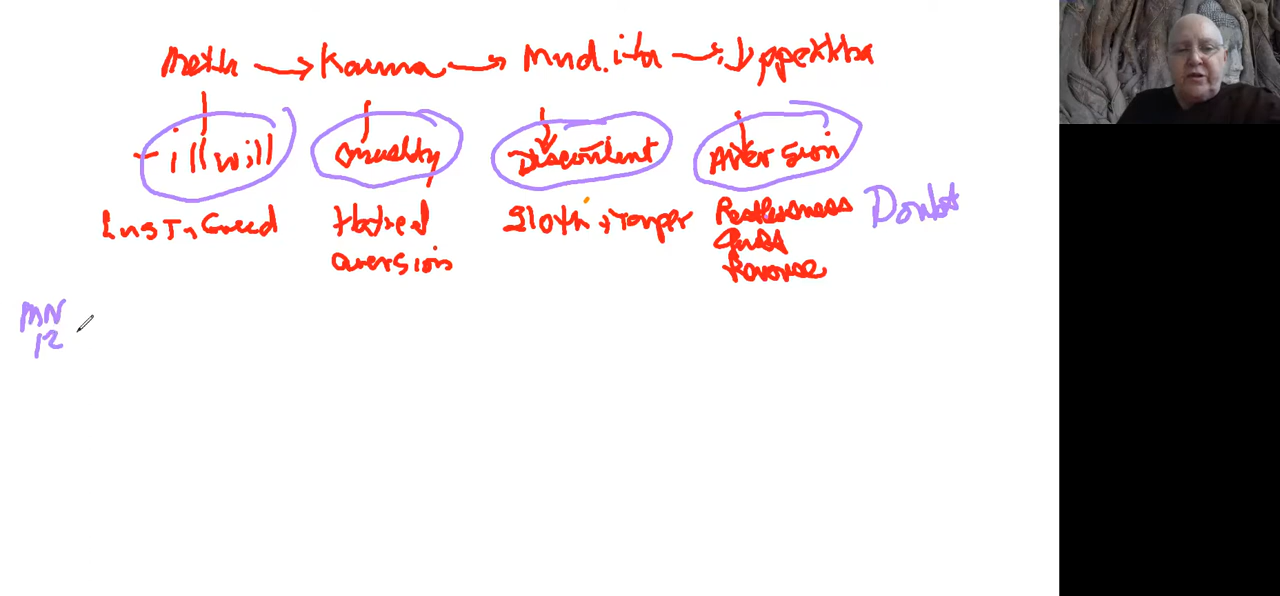 Metta → Karuna → Mudita → Uppekkha
ill will Cruelty Discontent Aversion
Lust Greed Hatred Sloth + Torper Restlessness Doubt
aversion Guilt
Remorse
MN
12